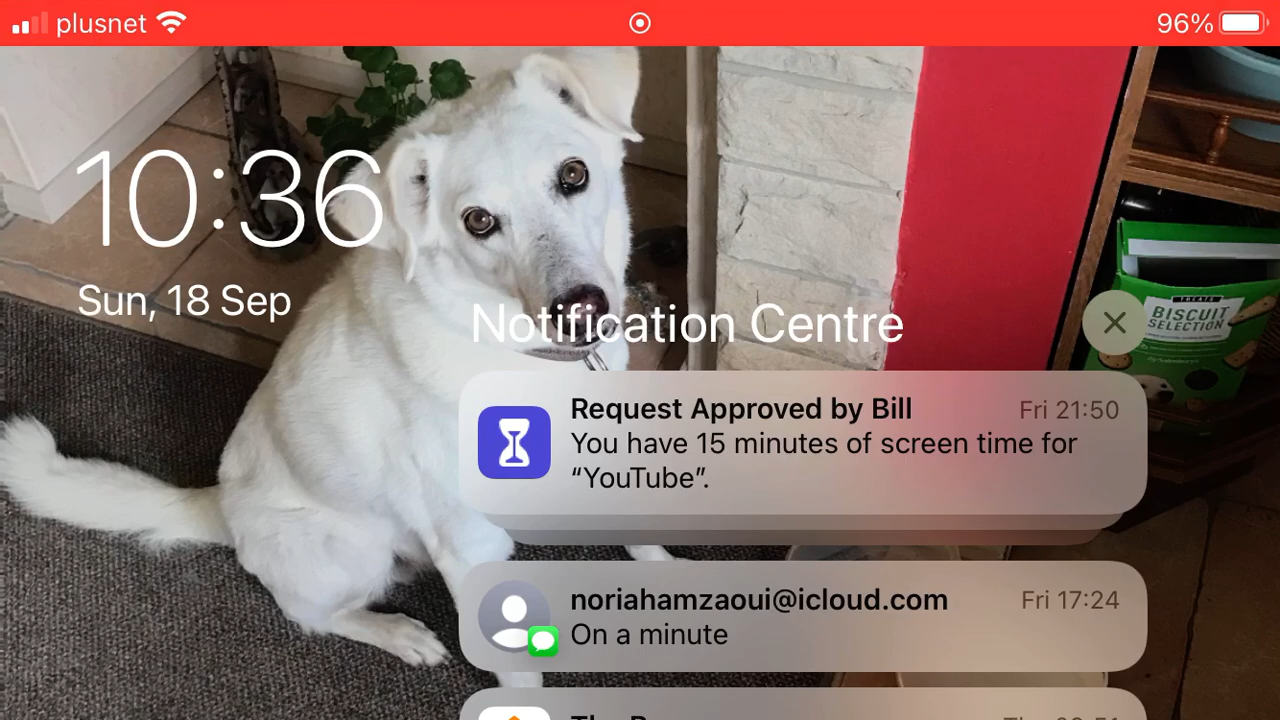 plusnet
96%
10:36
Sun, 18 Sep
Notification Centre
TREATS
BISCUIT
SELECTION
Request Approved by Bill
Fri 21:50
You have 15 minutes of screen time for
“YouTube”.
noriahamzaoui@icloud.com
Fri 17:24
On a minute